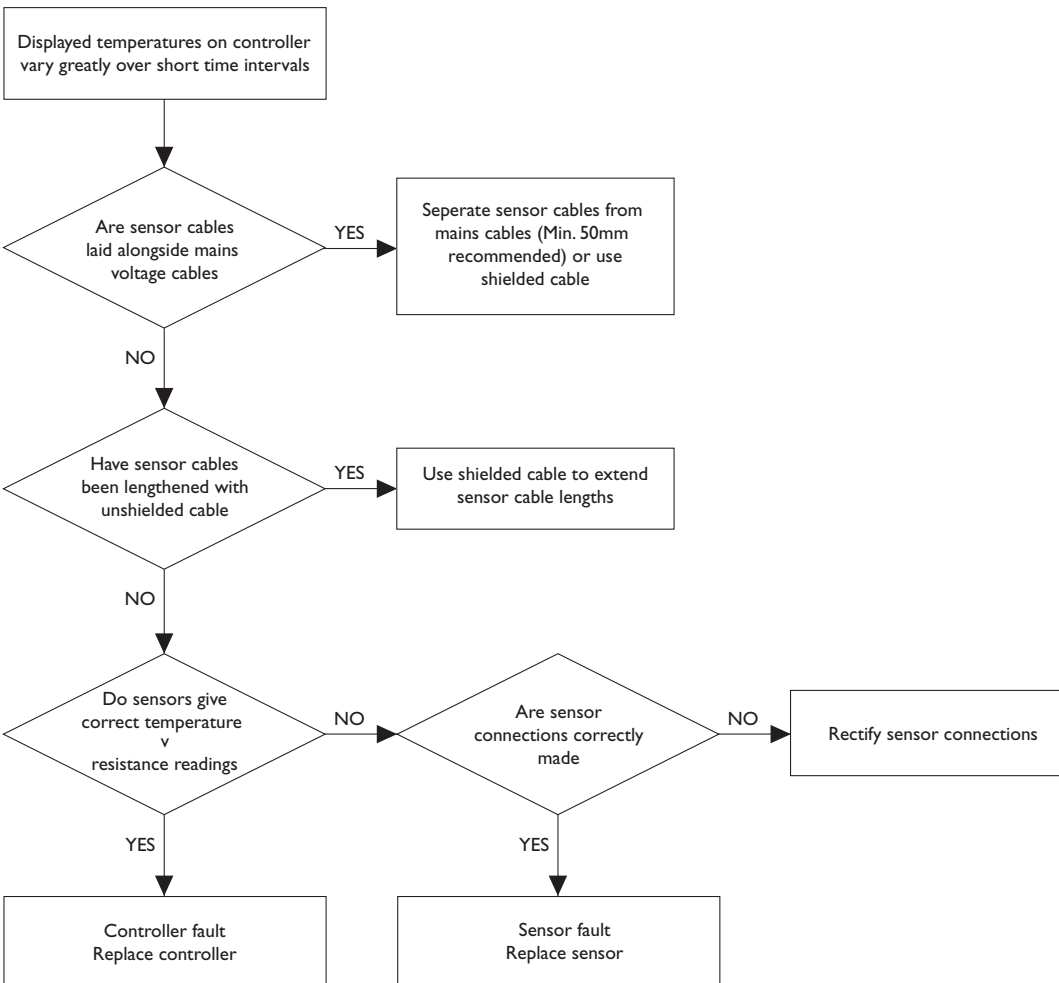 Displayed temperatures on controller
vary greatly over short time intervals
Are sensor cables
laid alongside mains
voltage cables
YES
Seperate sensor cables from
mains cables (Min. 50mm
recommended) or use
shielded cable
NO
Have sensor cables
been lengthened with
unshielded cable
YES
Use shielded cable to extend
sensor cable lengths
NO
Do sensors give
correct temperature
v
resistance readings
NO
Are sensor
connections correctly
made
NO
Rectify sensor connections
YES
YES
Controller fault
Replace controller
Sensor fault
Replace sensor